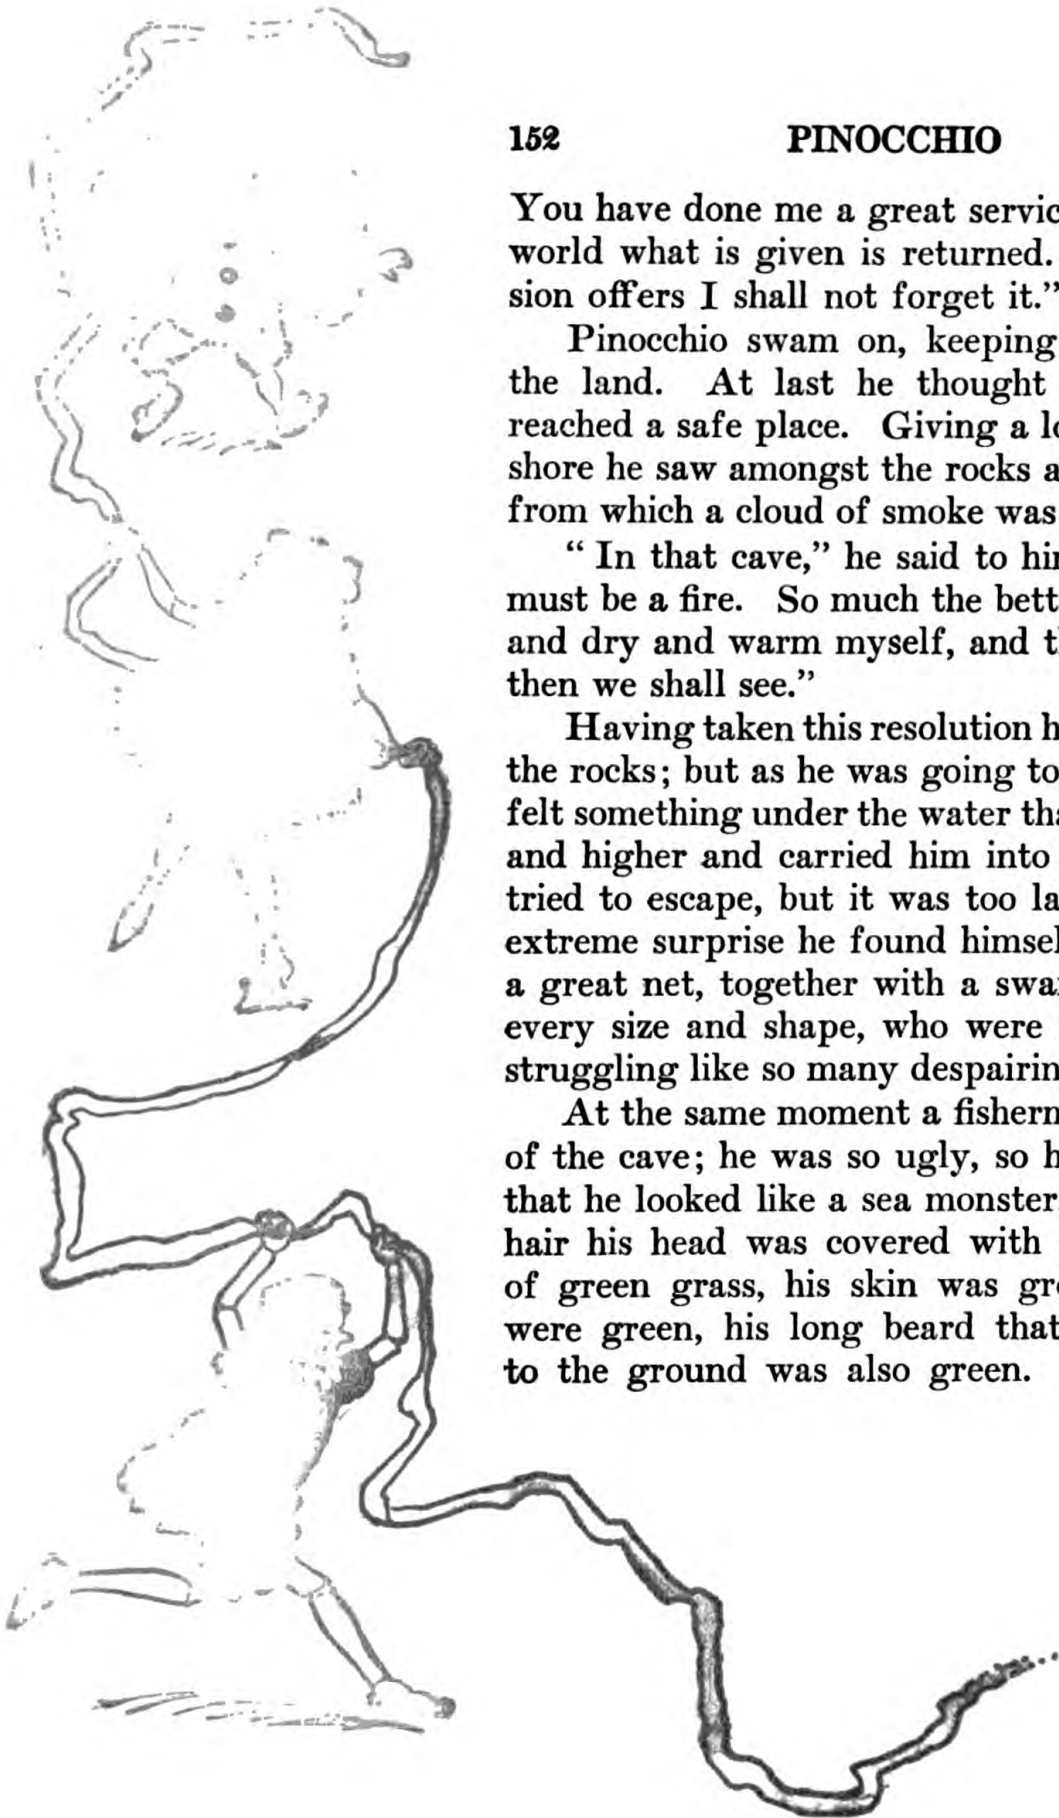 152 PINOCCHIO
You have done me a great servic
world what is given is returned.
sion offers I shall not forget it.”
Pinocchio swam on, keeping
the land. At last he thought
reached a safe place. Giving a lo
shore he saw amongst the rocks a
from which a cloud of smoke was
“ In that cave,” he said to hi
must be a fire. So much the bett
and dry and warm myself, and t
then we shall see.”
Having taken this resolution h
the rocks; but as he was going to
felt something under the water tha
and higher and carried him into
tried to escape, but it was too la
extreme surprise he found himsel
a great net, together with a swa
every size and shape, who were
struggling like so many despairin
At the same moment a fishern
of the cave; he was so ugly, so h
that he looked like a sea monster
hair his head was covered with
of green grass, his skin was gr
were green, his long beard that
to the ground was also green.